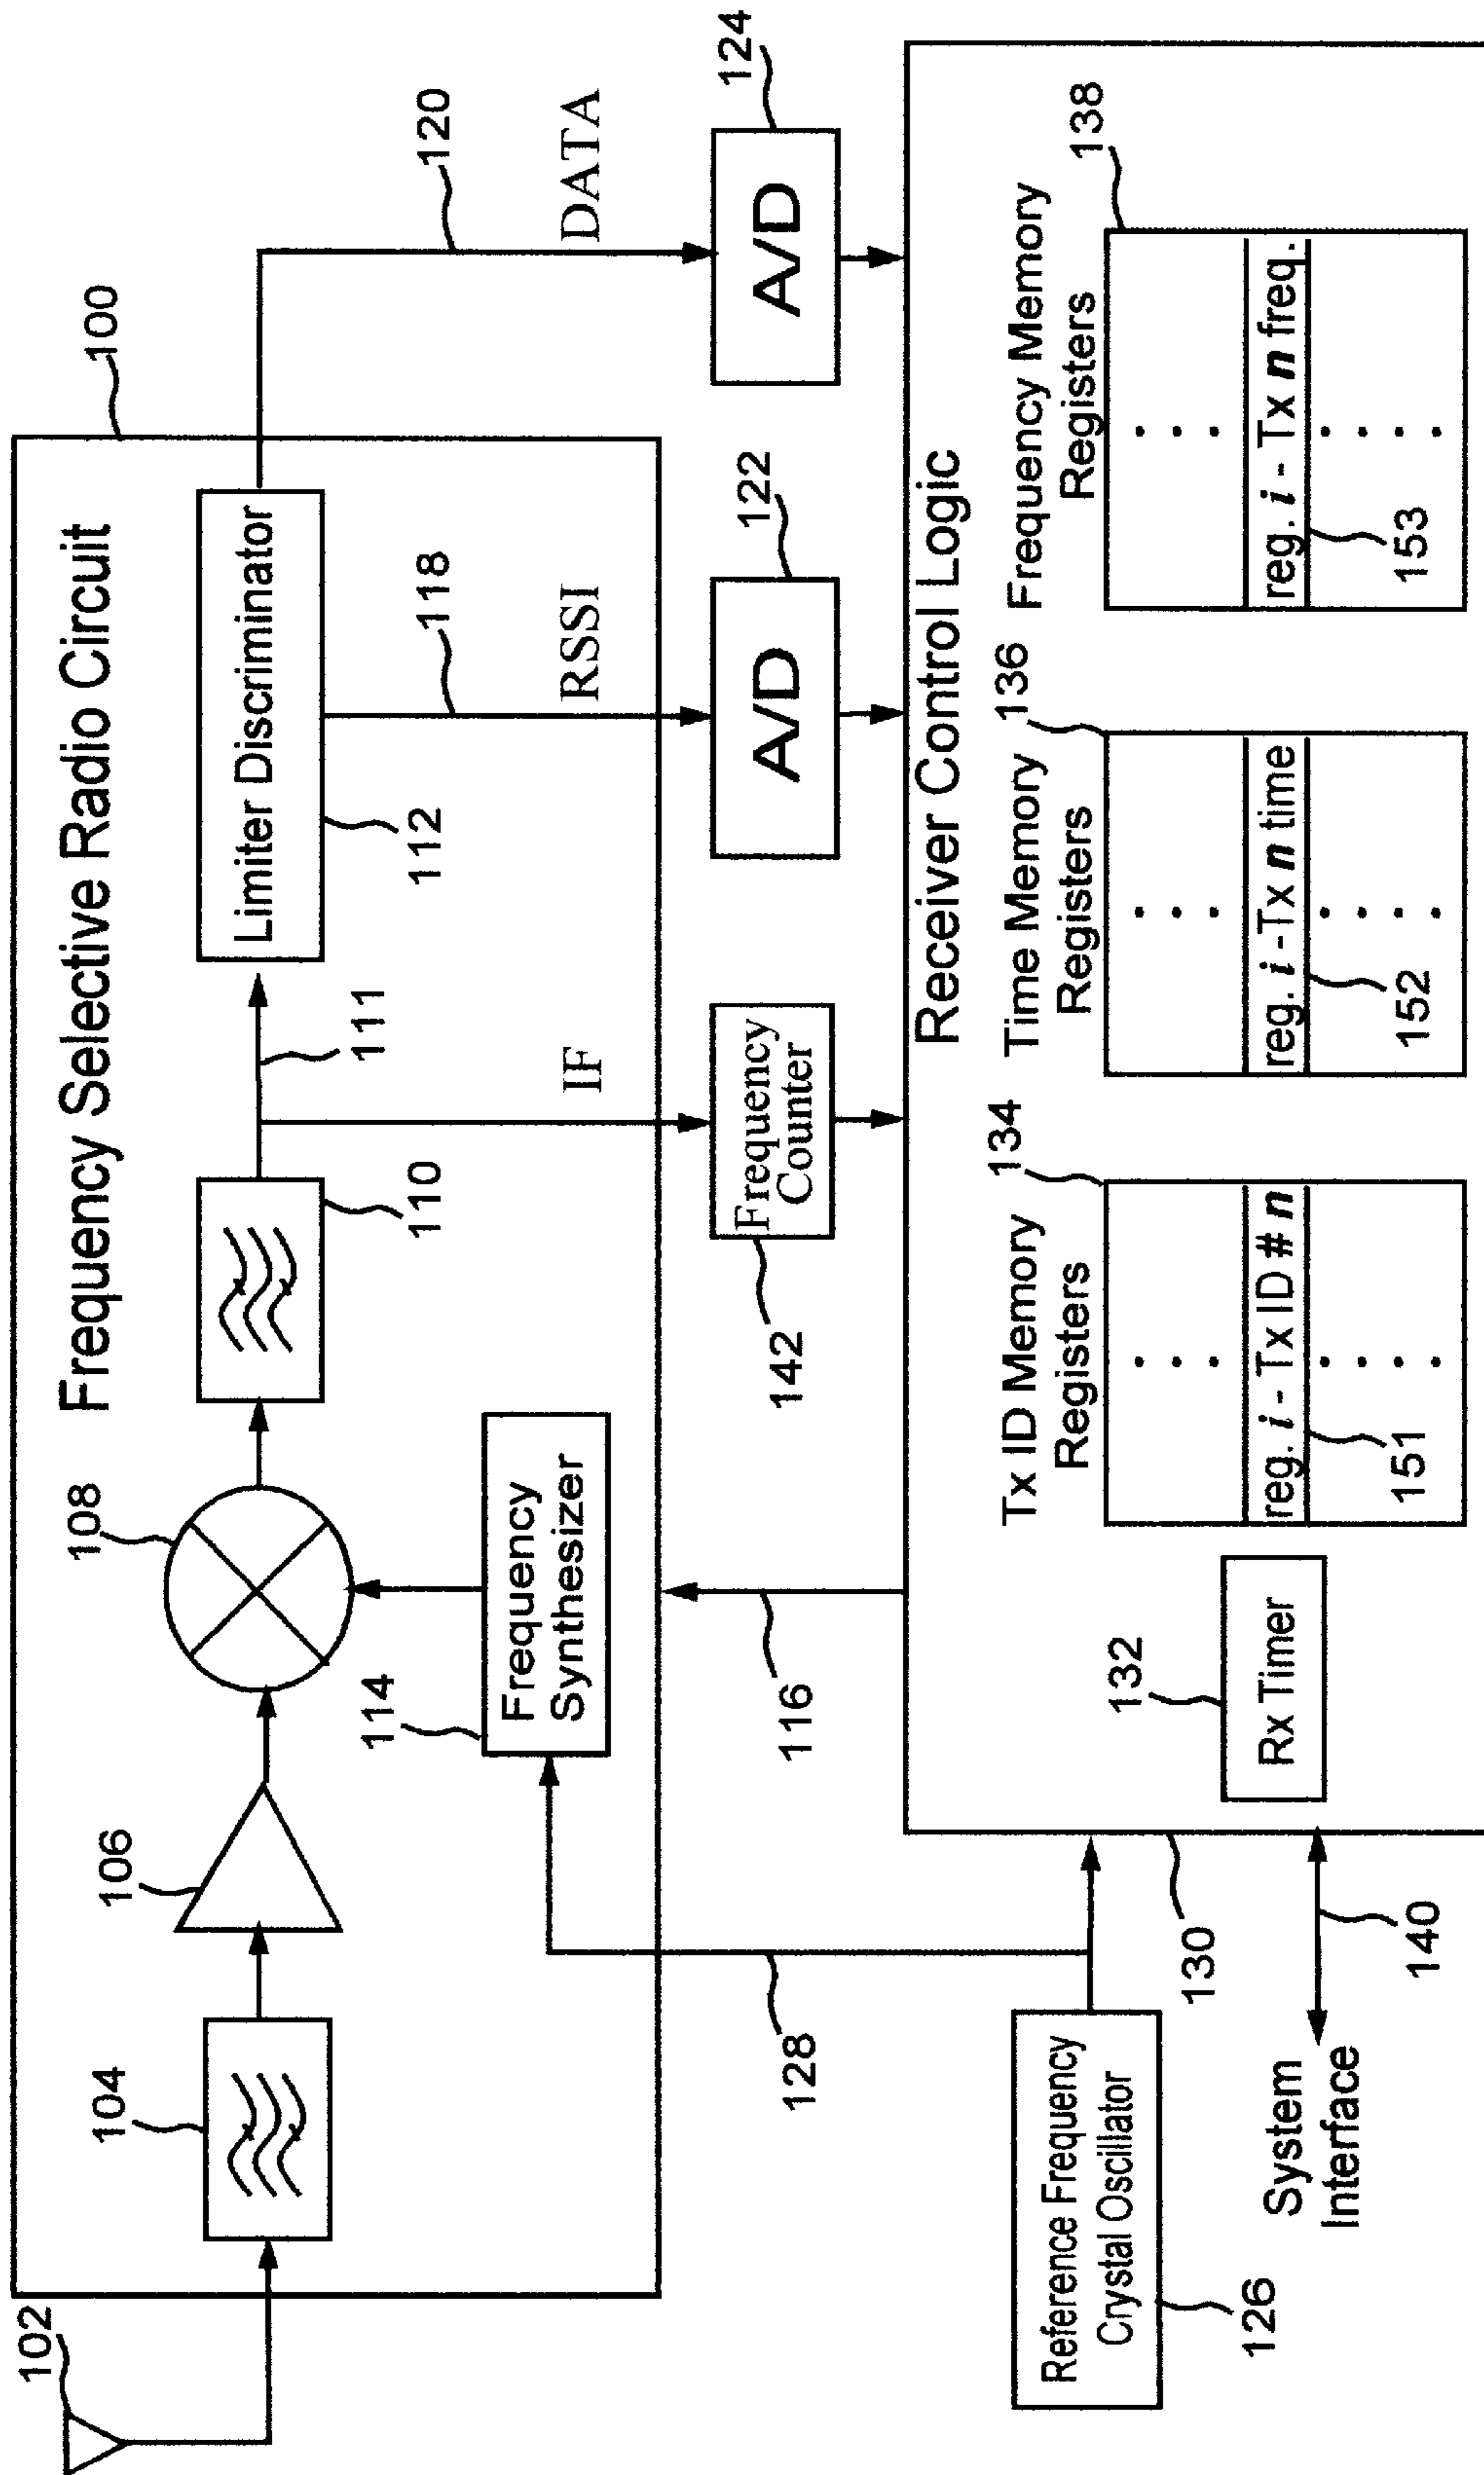 102
104
106
108
Frequency Selective Radio Circuit
100
110
111
Limiter Discriminator
112
120
114
Frequency
Synthesizer
IF
118
RSSI
DATA
128
116
142
Frequency
Counter
A/D
122
A/D
124
Reference Frequency
Crystal Oscillator
126
130
Receiver Control Logic
System
Interface
140
132
Rx Timer
Tx ID Memory
Registers
134
. . .
reg. i - Tx ID # n
. . . .
151
Time Memory
Registers
136
. . .
reg. i -Tx n time
. . . .
152
Frequency Memory
Registers
138
. . .
reg. i - Tx n freq.
. . . .
153